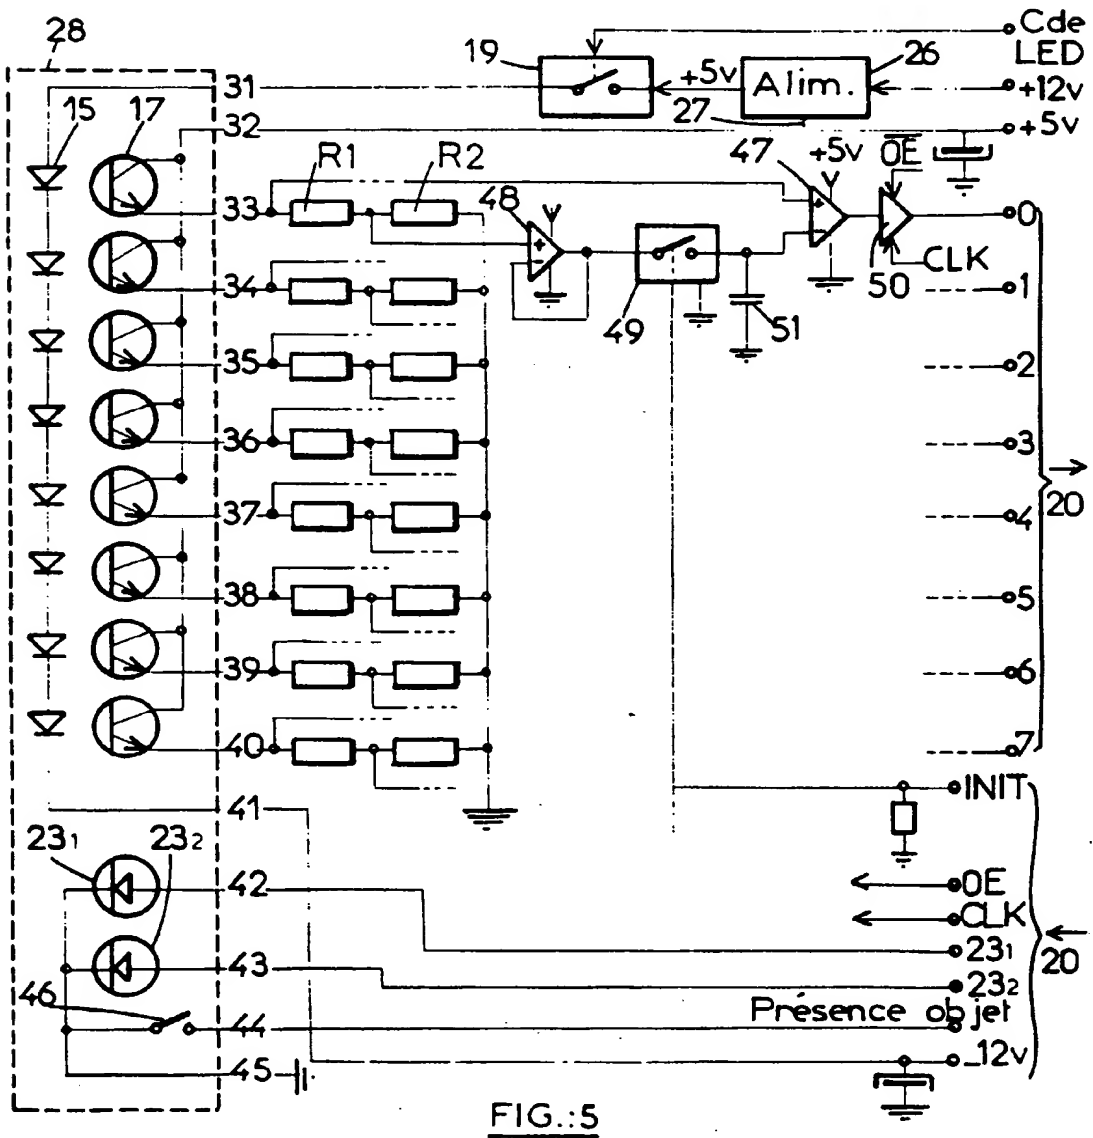 28
Cde
LED
19
26
31
+5v
Alim.
+12v
15
17
27
32
+5v
47
+5v
OE
R1
R2
33
48
0
CLK
50
34
49
51
1
35
2
36
3
37
4
20
38
5
39
6
40
7
INIT
41
23₁
23₂
42
OE
CLK
23₁
20
43
23₂
46
Présence objet
44
_12v
45
FIG.:5